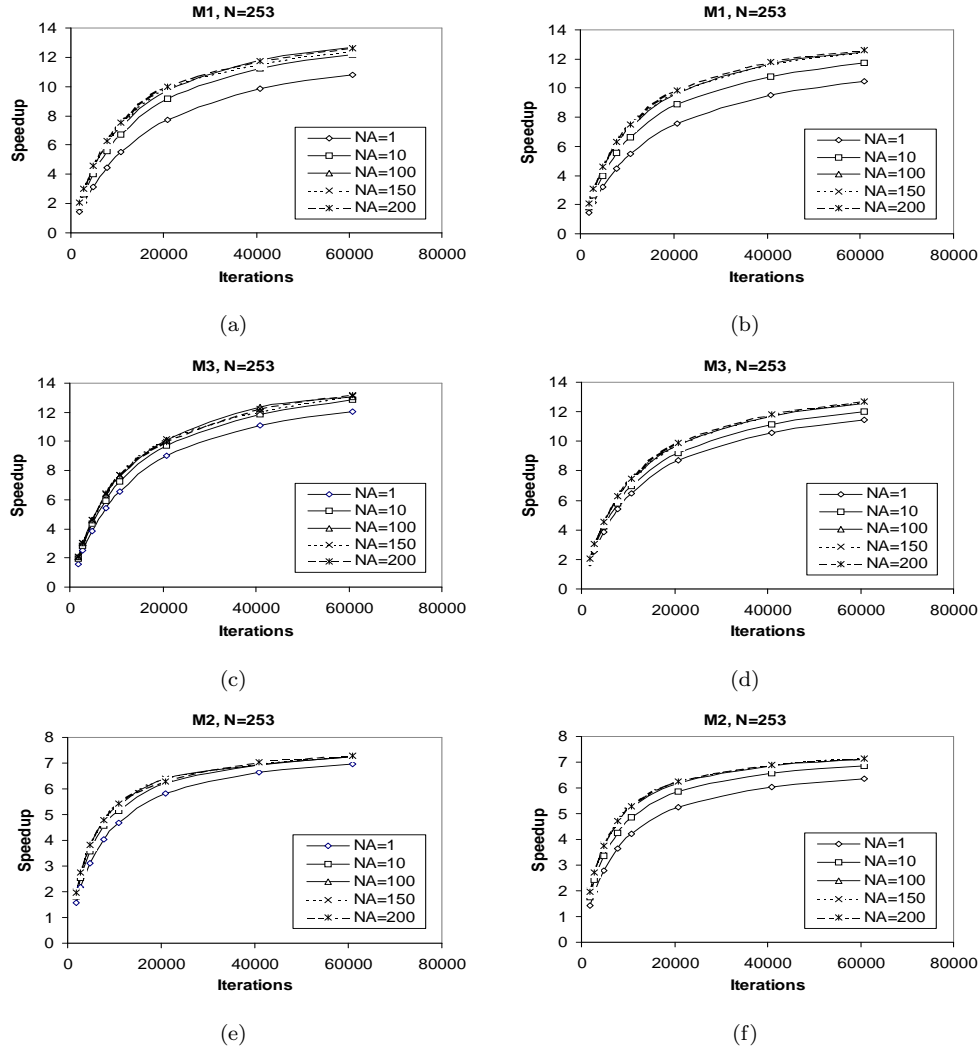 M1, N=253
14
12
10
8
6
4
2
0
Speedup
0 20000 40000 60000 80000
Iterations
NA=1
NA=10
NA=100
NA=150
NA=200
(a)
M1, N=253
14
12
10
8
6
4
2
0
Speedup
0 20000 40000 60000 80000
Iterations
NA=1
NA=10
NA=100
NA=150
NA=200
(b)
M3, N=253
14
12
10
8
6
4
2
0
Speedup
0 20000 40000 60000 80000
Iterations
NA=1
NA=10
NA=100
NA=150
NA=200
(c)
M3, N=253
14
12
10
8
6
4
2
0
Speedup
0 20000 40000 60000 80000
Iterations
NA=1
NA=10
NA=100
NA=150
NA=200
(d)
M2, N=253
8
7
6
5
4
3
2
1
0
Speedup
0 20000 40000 60000 80000
Iterations
NA=1
NA=10
NA=100
NA=150
NA=200
(e)
M2, N=253
8
7
6
5
4
3
2
1
0
Speedup
0 20000 40000 60000 80000
Iterations
NA=1
NA=10
NA=100
NA=150
NA=200
(f)